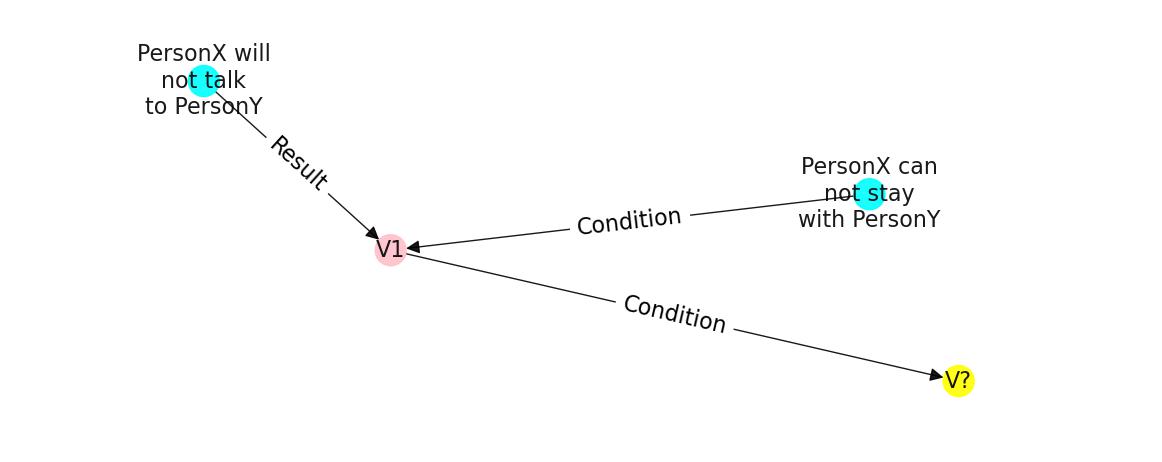 PersonX will
not talk
to PersonY
Result
PersonX can
not stay
with PersonY
Condition
V1
Condition
V?